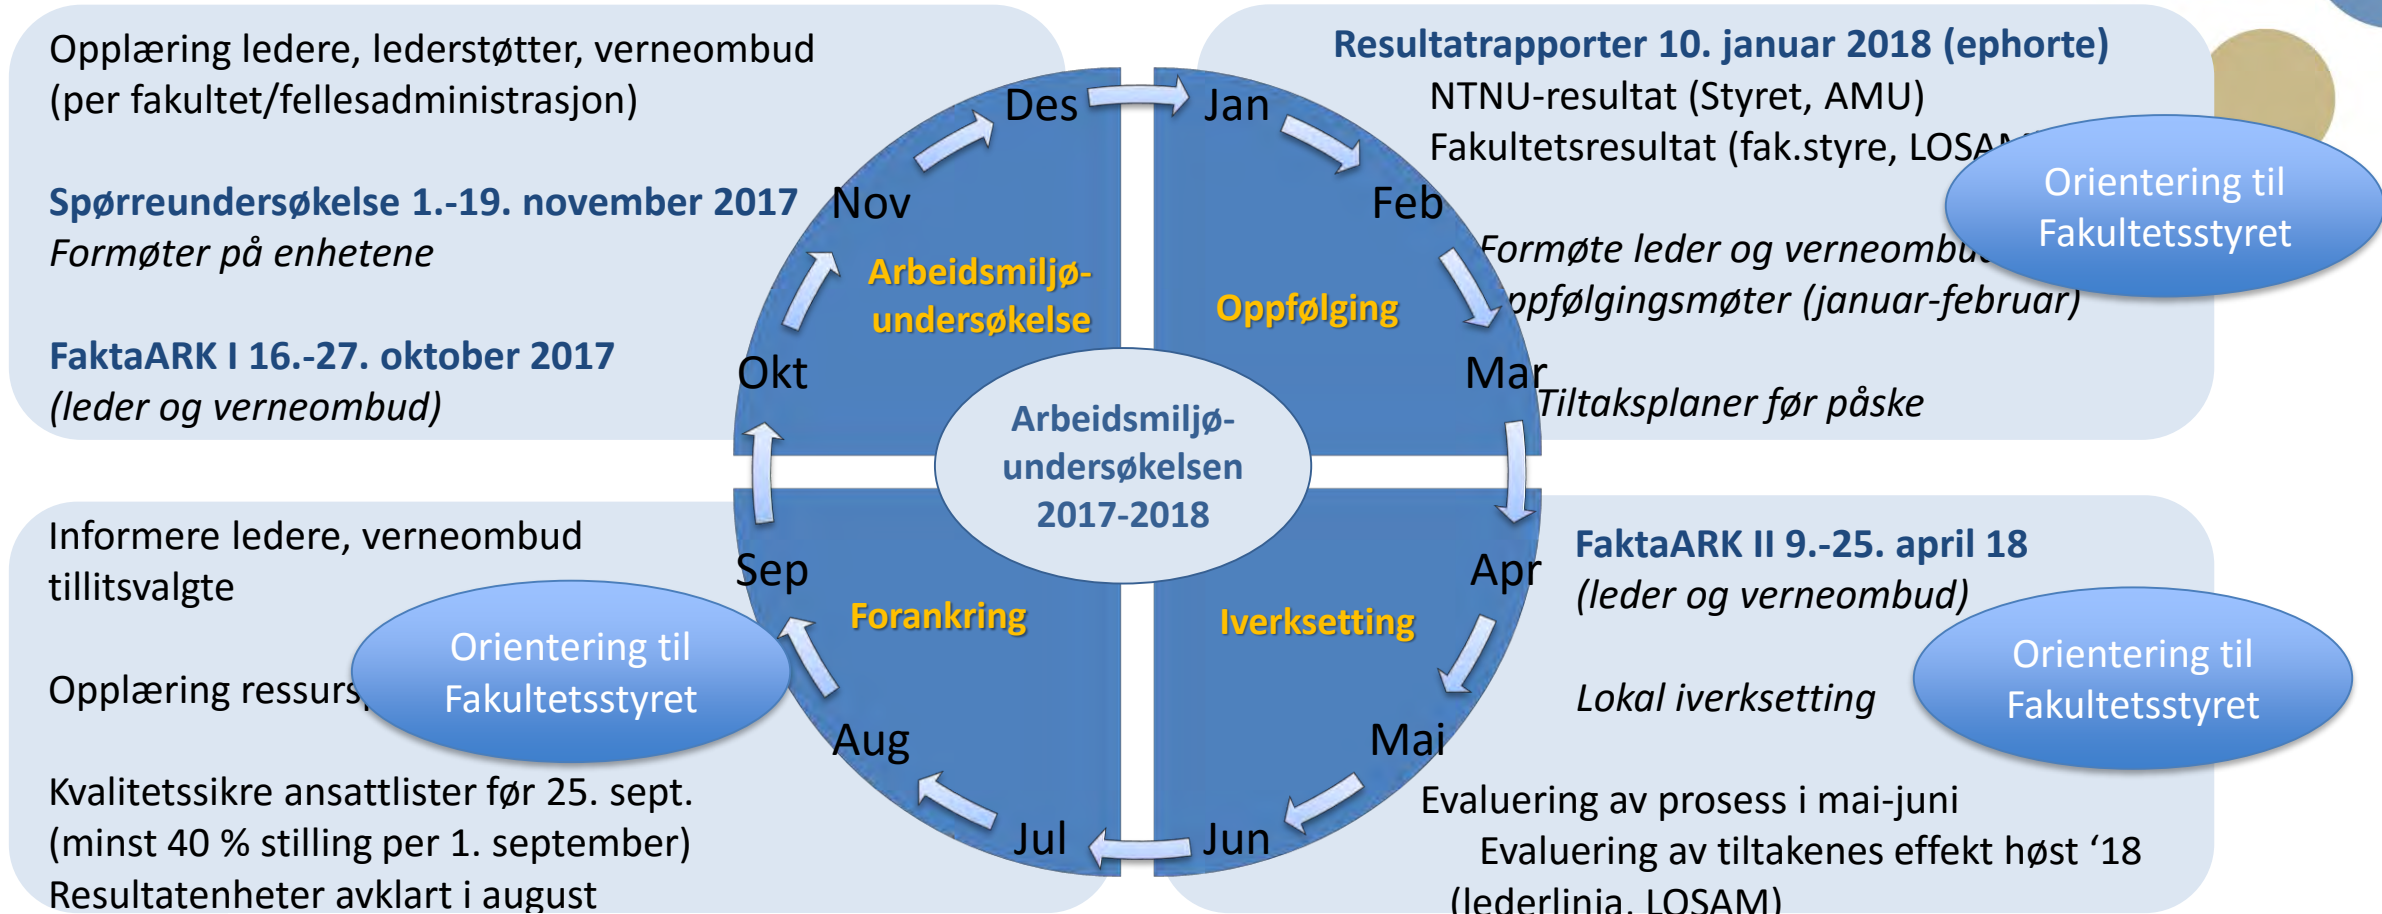 Opplæring ledere, lederstøtter, verneombud
(per fakultet/fellesadministrasjon)
Spørreundersøkelse 1.-19. november 2017
Formøter på enhetene
FaktaARK I 16.-27. oktober 2017
(leder og verneombud)
Resultatrapporter 10. januar 2018 (ephorte)
NTNU-resultat (Styret, AMU)
Fakultetsresultat (fak.styre,
Formøte leder og
(januar-februar)
Tiltaksplaner før påske
Orientering til
Fakultetsstyret
Des
Jan
Nov
Feb
Okt
Mar
Sep
Apr
Aug
Mai
Jul
Jun
Arbeidsmiljø-
undersøkelse
Oppfølging
Arbeidsmiljø-
undersøkelsen
2017-2018
Forankring
Iverksetting
Informere ledere, verneombud
tillitsvalgte
Opplæring
Orientering til
Fakultetsstyret
Kvalitetssikre ansattlister før 25. sept.
(minst 40 % stilling per 1. september)
Resultatenheter avklart i august
FaktaARK II 9.-25. april 18
(leder og verneombud)
Lokal iverksetting
Orientering til
Fakultetsstyret
Evaluering av prosess i mai-juni
Evaluering av tiltakenes effekt høst ‘18
(lederlinja, LOSAM)